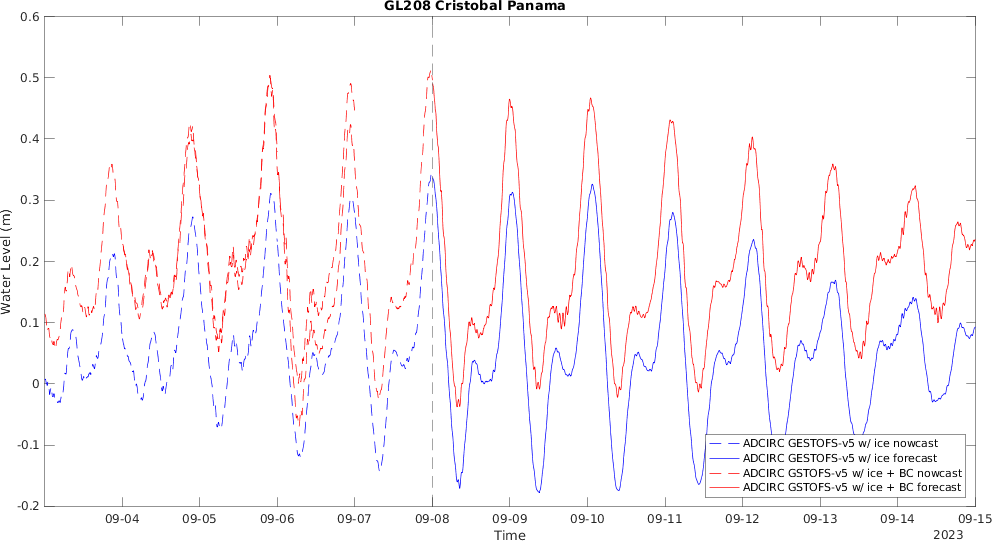 GL208 Cristobal Panama
0.6
0.5
0.4
0.3
0.2
0.1
0
-0.1
-0.2
Water Level (m)
09-04 09-05 09-06 09-07 09-08 09-09 09-10 09-11 09-12 09-13 09-14 09-15
Time
2023
ADCIRC GESTOFS-v5 w/ ice nowcast
ADCIRC GESTOFS-v5 w/ ice forecast
ADCIRC GSTOFS-v5 w/ ice + BC nowcast
ADCIRC GSTOFS-v5 w/ ice + BC forecast